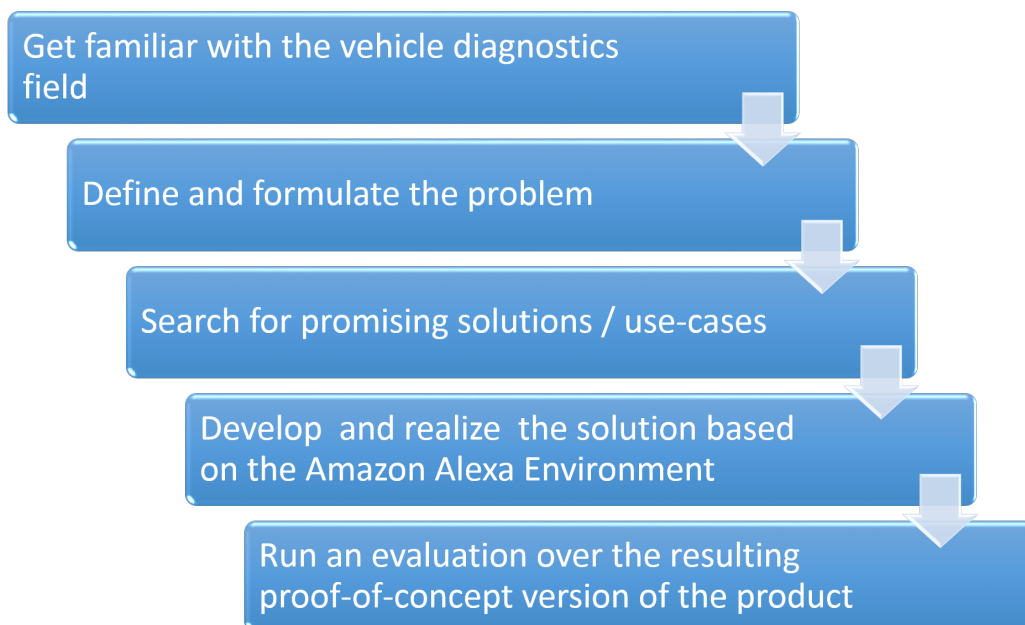 Get familiar with the vehicle diagnostics
field
Define and formulate the problem
Search for promising solutions / use-cases
Develop  and realize  the solution based
on the Amazon Alexa Environment
Run an evaluation over the resulting
proof-of-concept version of the product